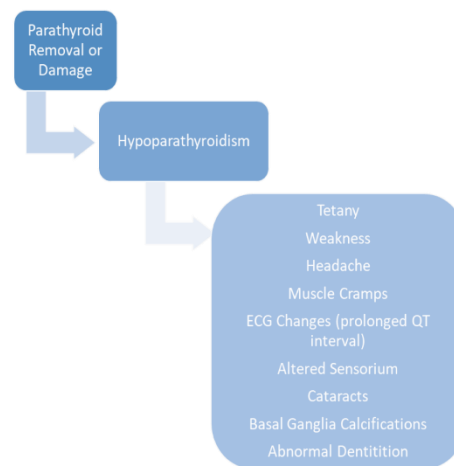 Parathyroid
Removal or
Damage
Hypoparathyroidism
Tetany
Weakness
Headache
Muscle Cramps
ECG Changes (prolonged QT
interval)
Altered Sensorium
Cataracts
Basal Ganglia Calcifications
Abnormal Dentitition